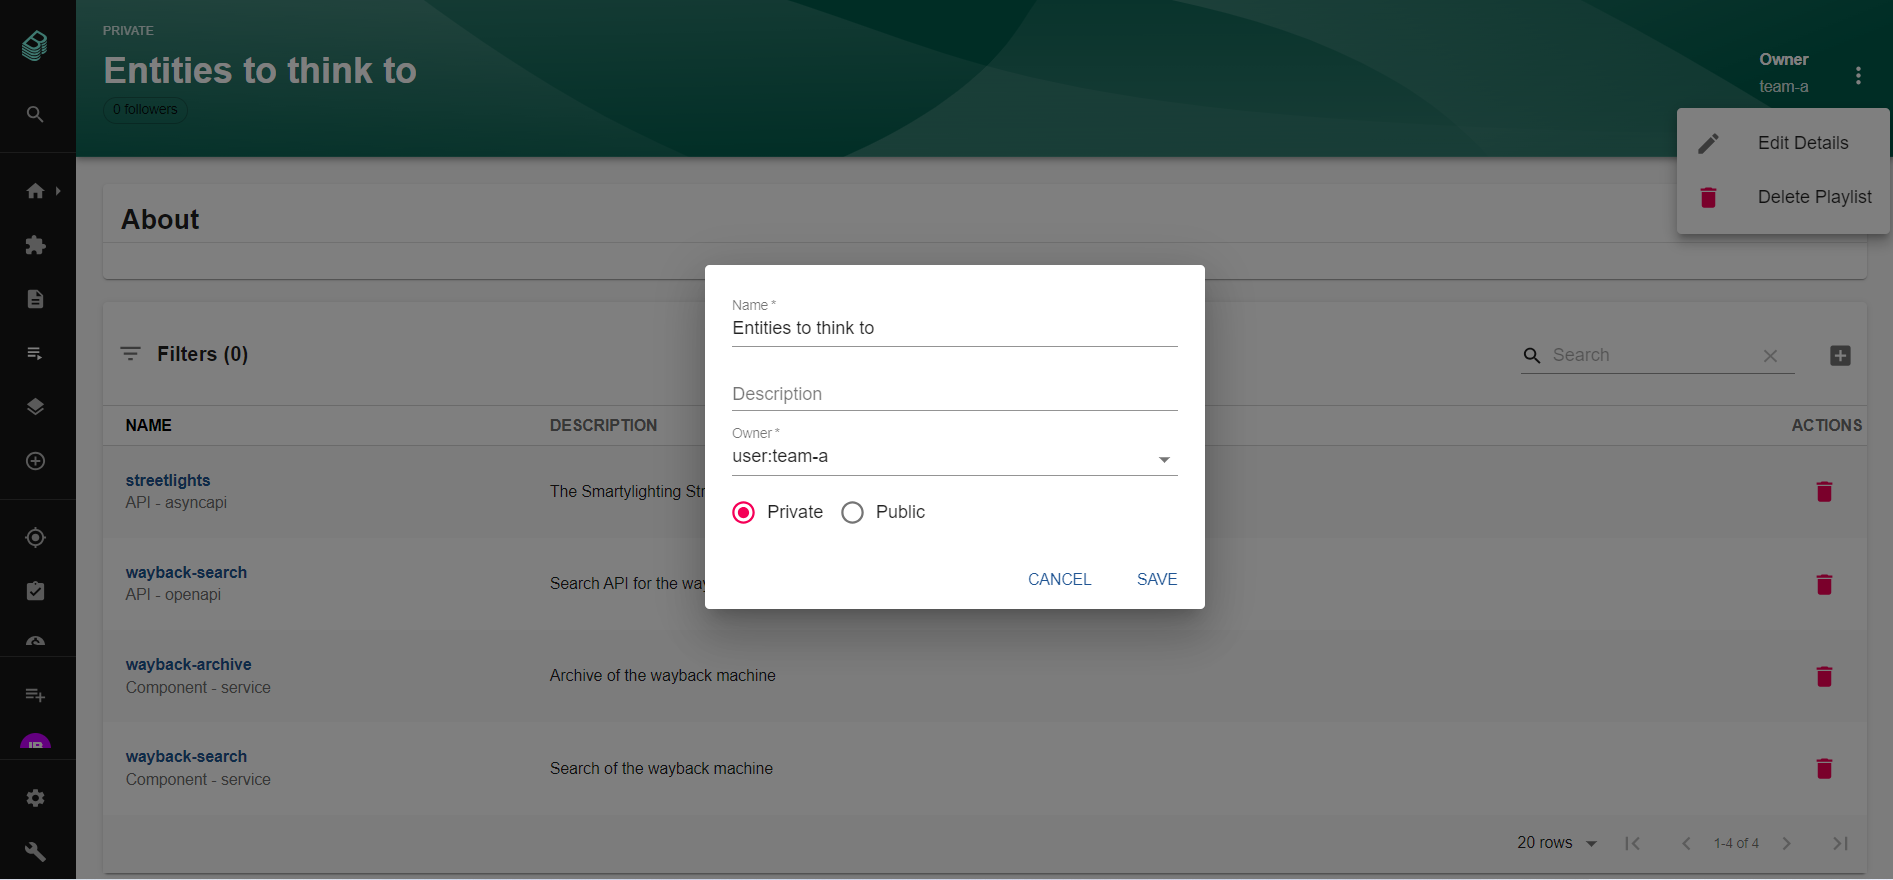 PRIVATE
Entities to think to
0 followers
Owner
team-a
Edit Details
Delete Playlist
About
Filters (0)
Search
NAME
DESCRIPTION
ACTIONS
streetlights
API - asyncapi
The Smartylighting Str
wayback-search
API - openapi
Search API for the way
wayback-archive
Component - service
Archive of the wayback machine
wayback-search
Component - service
Search of the wayback machine
20 rows
1-4 of 4
Name *
Entities to think to
Description
Owner *
user:team-a
Private
Public
CANCEL
SAVE